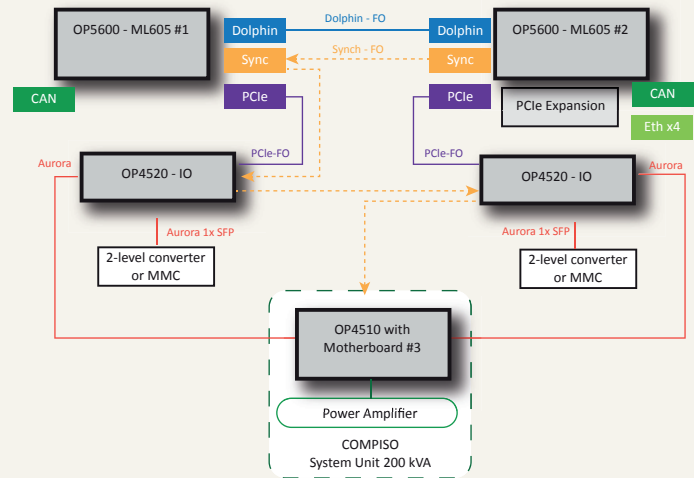 OP5600 - ML605 #1
Dolphin
Dolphin - FO
Dolphin
OP5600 - ML605 #2
Sync
Synch - FO
Sync
CAN
PCIe
PCIe
PCIe Expansion
CAN
Eth x4
Aurora
PCIe-FO
PCIe-FO
Aurora
OP4520 - IO
OP4520 - IO
Aurora 1x SFP
Aurora 1x SFP
2-level converter
or MMC
2-level converter
or MMC
OP4510 with
Motherboard #3
Power Amplifier
COMPISO
System Unit 200 kVA